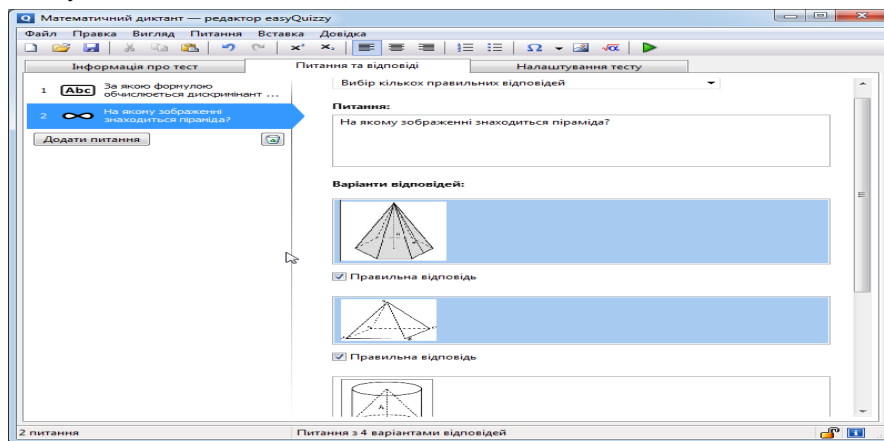 Математичний диктант — редактор easyQuizzy
Файл Правка Вигляд Питання Вставка Довідка
Інформація про тест Питання та відповіді Налаштування тесту
1 Abc За якою формулою обчислюється дискримінант ...
2 На якому зображенні знаходиться піраміда?
Додати питання
Вибір кількох правильних відповідей
Питання:
На якому зображенні знаходиться піраміда?
Варіанти відповідей:
Правильна відповідь
Правильна відповідь
2 питання Питання з 4 варіантами відповідей